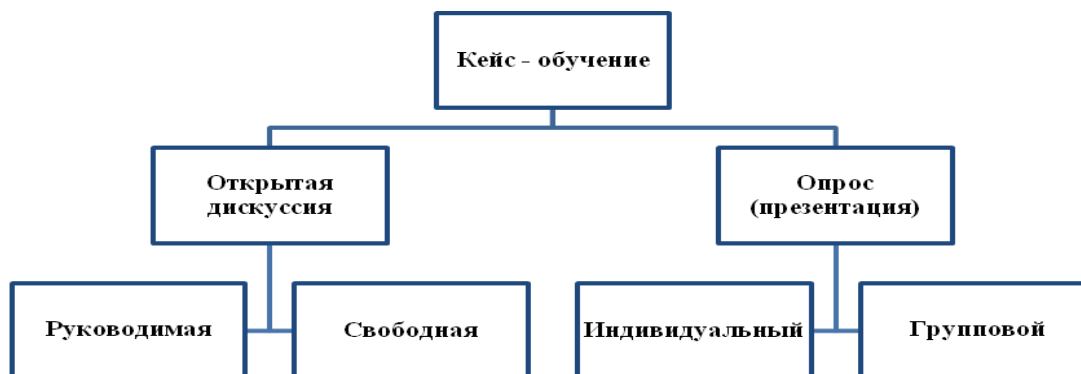 Кейс - обучение
Открытая
дискуссия
Опрос
(презентация)
Руководимая
Свободная
Индивидуальный
Групповой